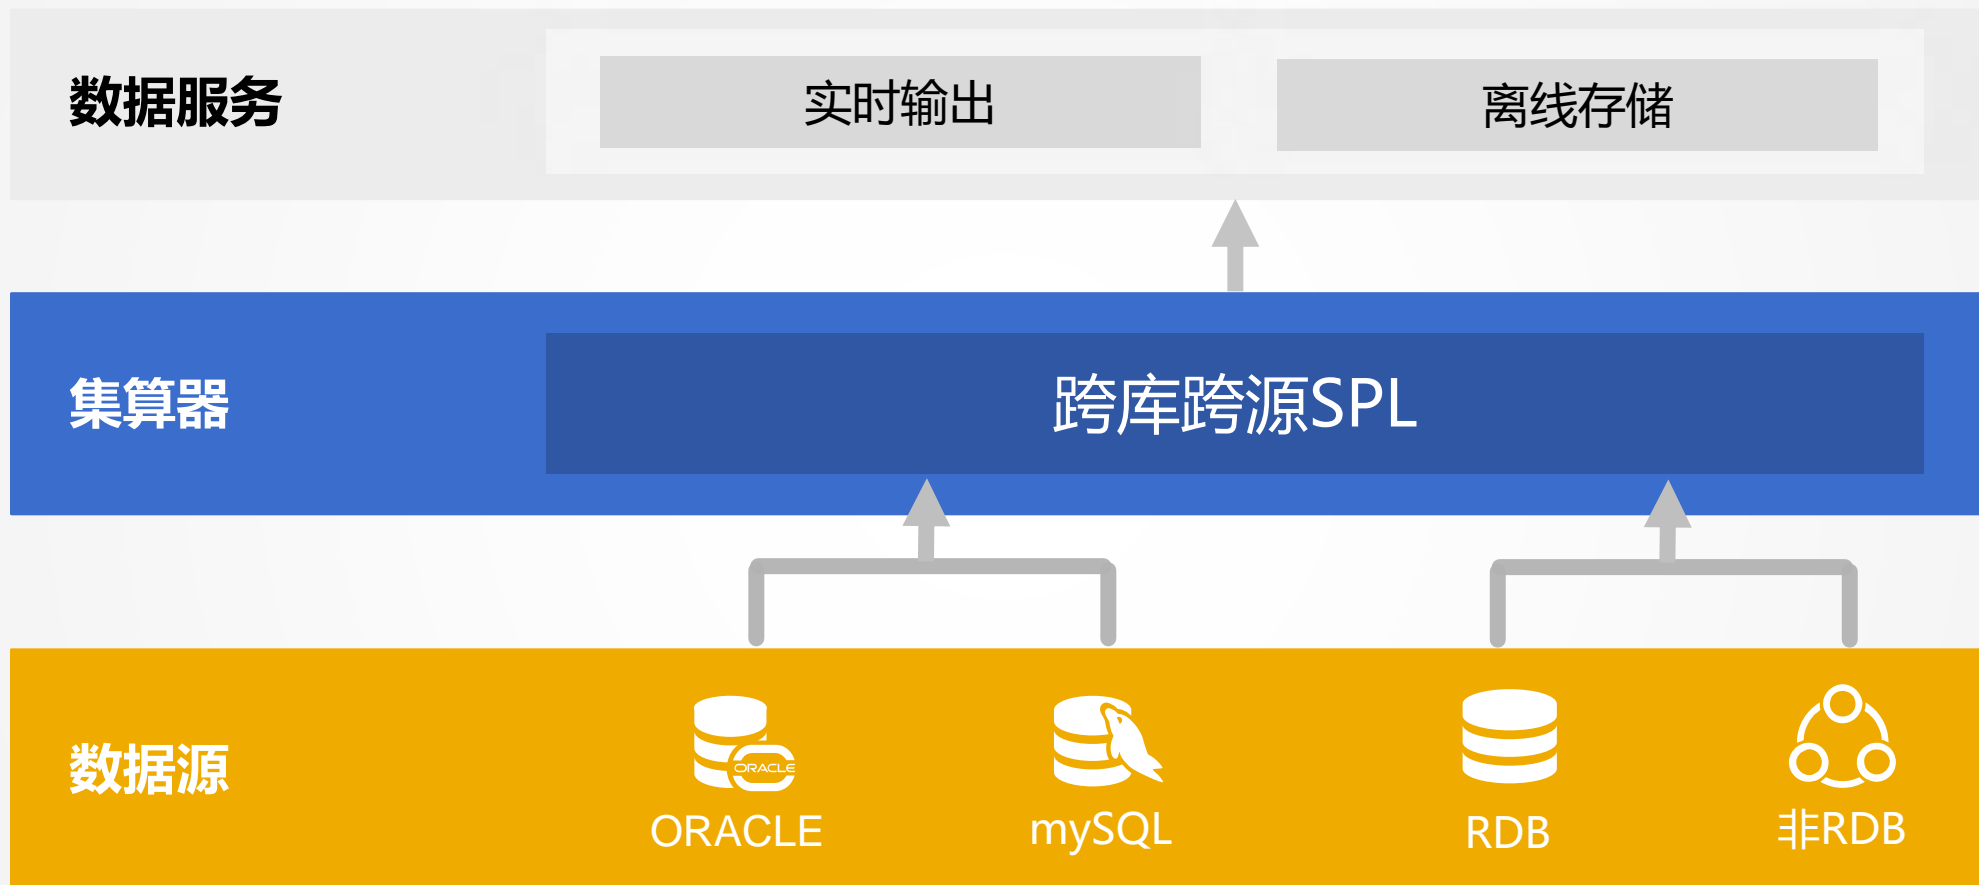 数据服务
实时输出
离线存储
集算器
跨库跨源SPL
数据源
ORACLE
ORACLE
mySQL
RDB
非RDB